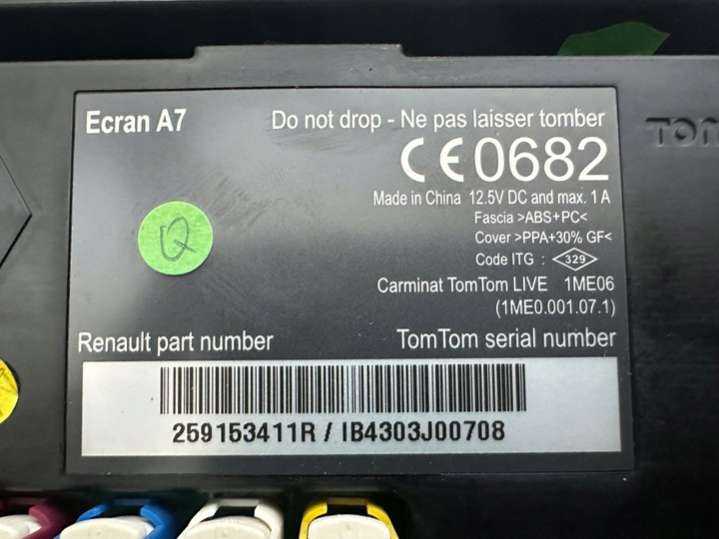 Ecran A7
Do not drop - Ne pas laisser tomber
CE0682
Made in China 12.5V DC and max. 1 A
Fascia >ABS+PC<
Cover >PPA+30% GF<
Code ITG : 329
Carminat TomTom LIVE 1ME06
(1ME0.001.07.1)
Q
Renault part number
TomTom serial number
259153411R / IB4303J00708